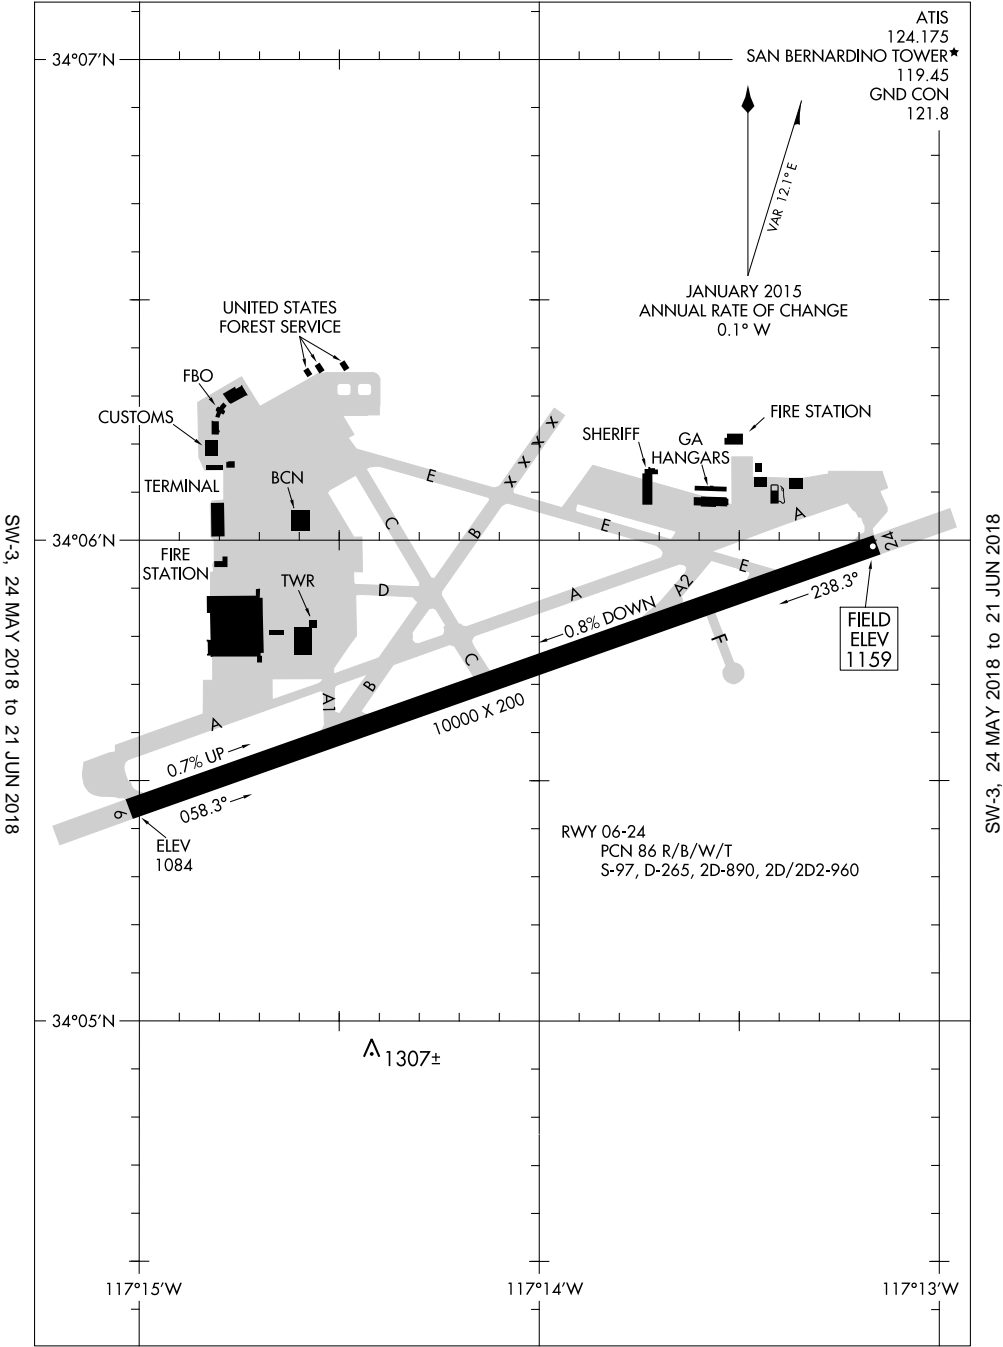 ATIS
124.175
SAN BERNARDINO TOWER★
119.45
GND CON
121.8
34°07'N
VAR 12.1° E
JANUARY 2015
ANNUAL RATE OF CHANGE
0.1° W
UNITED STATES
FOREST SERVICE
FBO
CUSTOMS
TERMINAL
BCN
FIRE STATION
SHERIFF
GA
HANGARS
X
X
X
X
E
C
B
E
A
34°06'N
24
FIRE
STATION
TWR
D
A
A2
E
238.3°
0.8% DOWN
FIELD
ELEV
1159
F
C
B
A1
A
10000 X 200
0.7% UP
058.3°
6
ELEV
1084
RWY 06-24
PCN 86 R/B/W/T
S-97, D-265, 2D-890, 2D/2D2-960
34°05'N
1307±
117°15'W
117°14'W
117°13'W
SW-3, 24 MAY 2018 to 21 JUN 2018
SW-3, 24 MAY 2018 to 21 JUN 2018